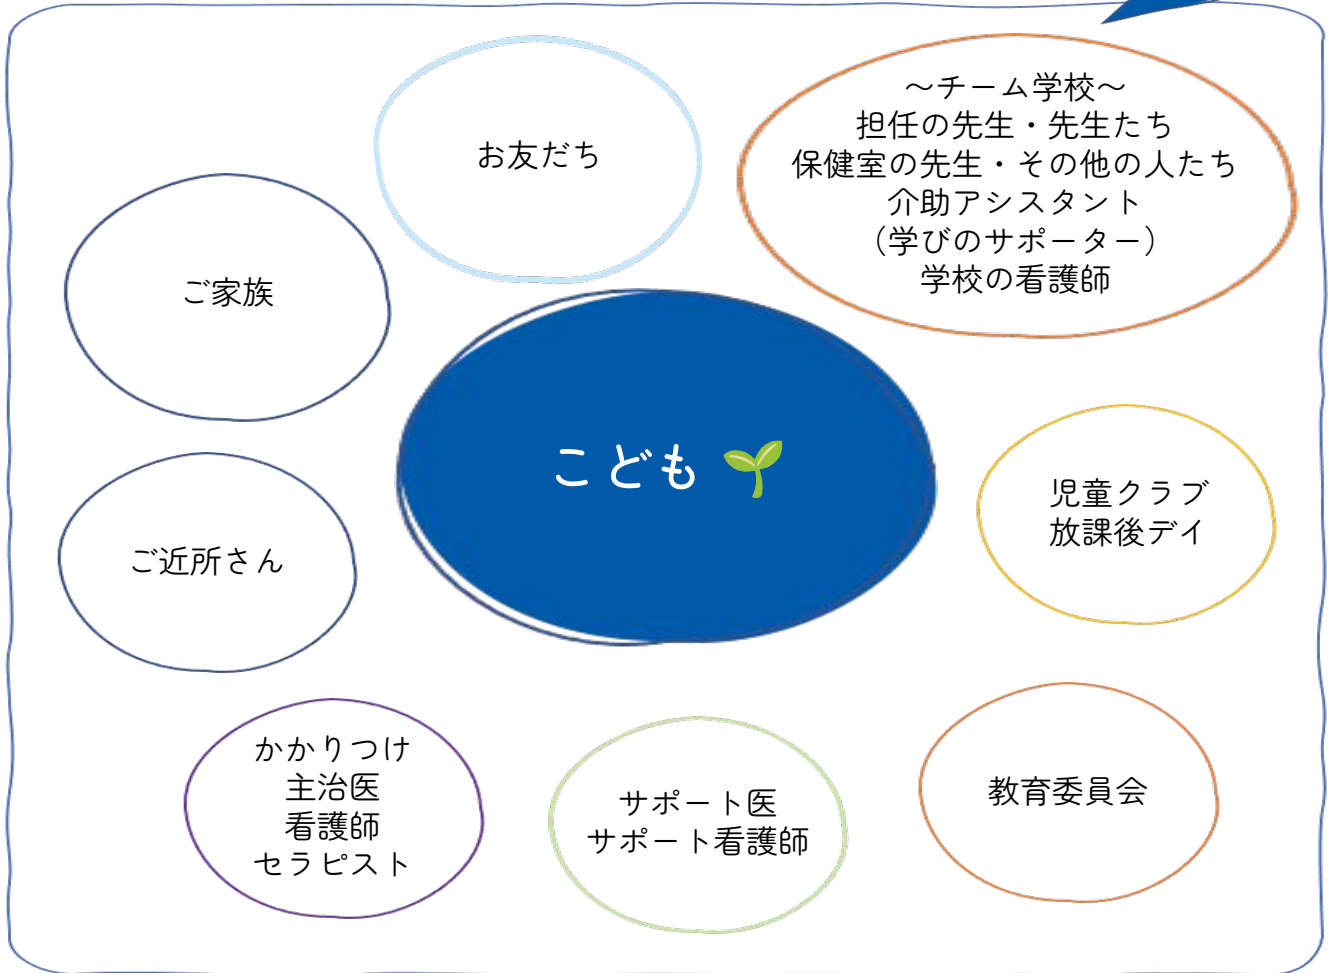 お友だち
〜チーム学校〜
担任の先生・先生たち
保健室の先生・その他の人たち
介助アシスタント
（学びのサポーター）
学校の看護師
ご家族
こども
児童クラブ
放課後デイ
ご近所さん
かかりつけ
主治医
看護師
セラピスト
サポート医
サポート看護師
教育委員会